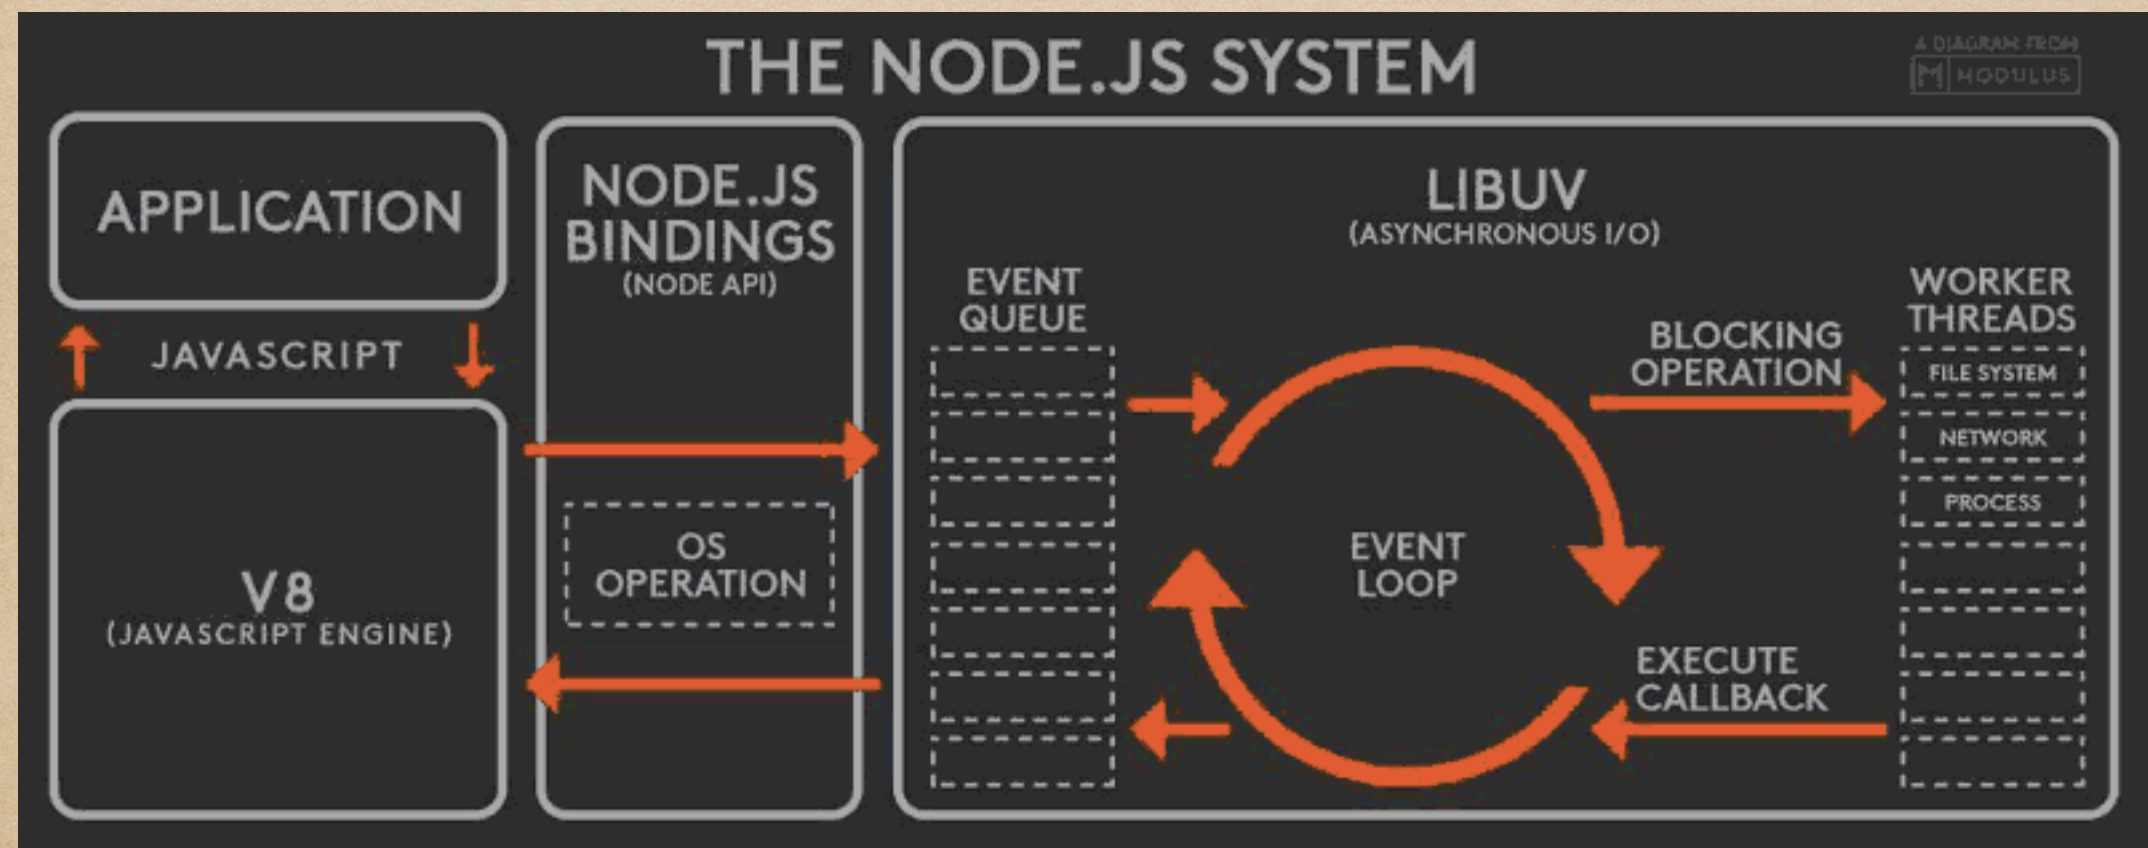 THE NODE.JS SYSTEM
A DIAGRAM FROM
M MODULUS
APPLICATION
JAVASCRIPT
V8
(JAVASCRIPT ENGINE)
NODE.JS
BINDINGS
(NODE API)
OS
OPERATION
LIBUV
(ASYNCHRONOUS I/O)
EVENT
QUEUE
EVENT
LOOP
BLOCKING
OPERATION
EXECUTE
CALLBACK
WORKER
THREADS
FILE SYSTEM
NETWORK
PROCESS